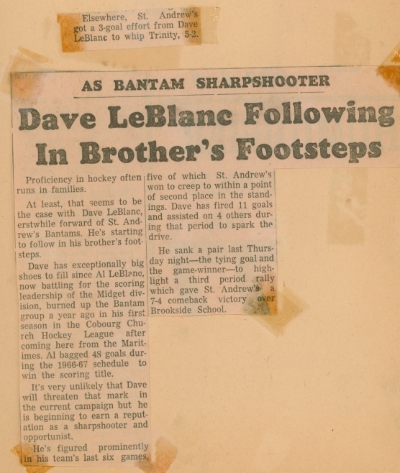 Elsewhere, St. Andrew's
got a 3-goal effort from Dave
LeBlanc to whip Trinity, 5-2.
AS BANTAM SHARPSHOOTER
Dave LeBlanc Following
In Brother's Footsteps
Proficiency in hockey often
runs in families.
At least, that seems to be
the case with Dave LeBlanc,
erstwhile forward of St. And-
rew's Bantams. He's starting
to follow in his brother's foot-
steps.
Dave has exceptionally big
shoes to fill since Al LeBlanc,
now battling for the scoring
leadership of the Midget div-
ision, burned up the Bantam
group a year ago in his first
season in the Cobourg Chu-
rch Hockey League after
coming here from the Marit-
imes. Al bagged 48 goals dur-
ing the 1966-67 schedule to
win the scoring title.
It's very unlikely that Dave
will threaten that mark in
the current campaign but he
is beginning to earn a reput-
ation as a sharpshooter and
opportunist.
He's figured prominently
in his team's last six games,
five of which St. Andrew's
won to creep to within a point
of second place in the stand-
ings. Dave has fired 11 goals
and assisted on 4 others dur-
ing that period to spark the
drive.
He sank a pair last Thurs-
day night—the tying goal and
the game-winner—to high-
light a third period rally
which gave St. Andrew's a
7-4 comeback victory over
Brookside School.